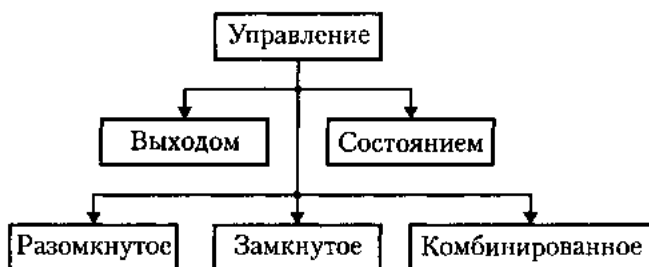 Управление
Выходом
Состоянием
Разомкнутое
Замкнутое
Комбинированное